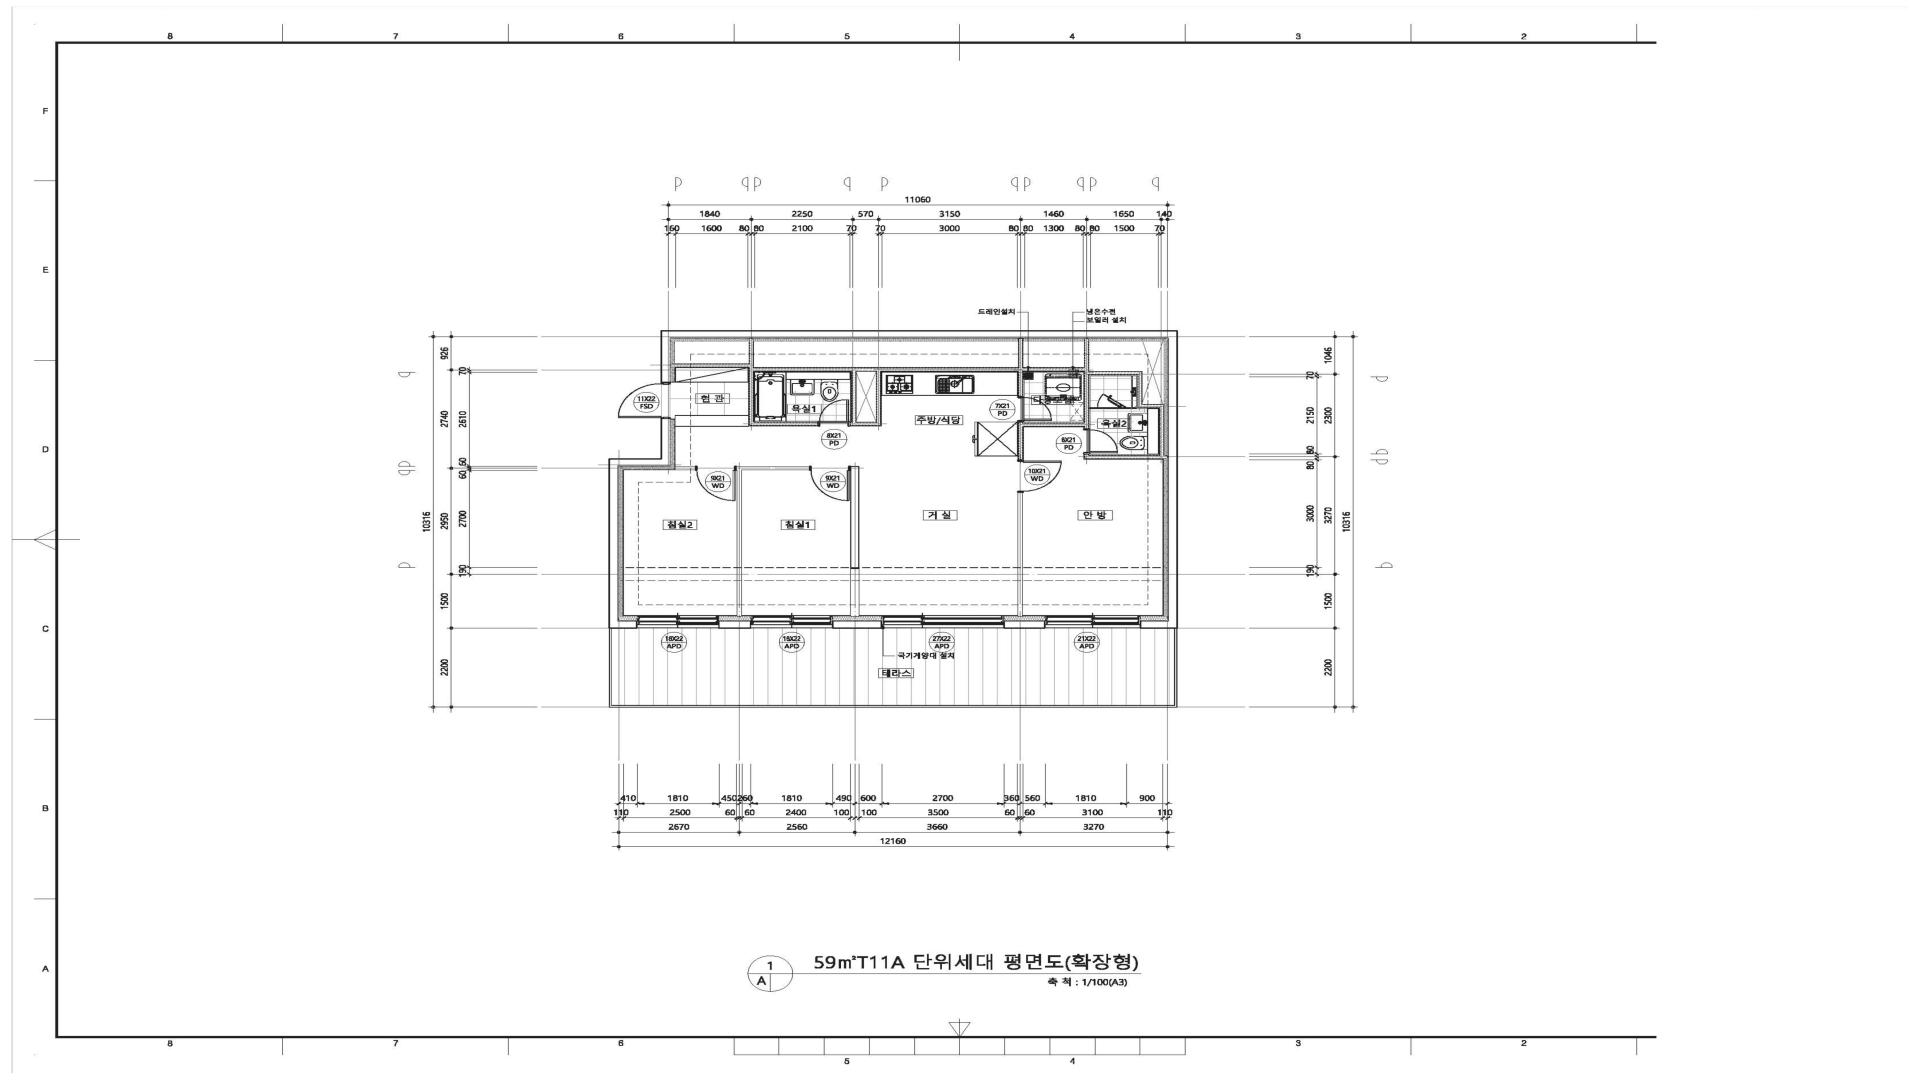 8 7 6 5 4 3 2
F
E
D
C
B
A
11060
1840 2250 570 3150 1460 1650 140
160 1600 80 80 2100 70 70 3000 80 80 1300 80 80 1500 70
드레인설치
냉온수전
보일러 설치
926
70
2740
2610
60
60
10316
2950
2700
190
1500
2200
1046
70
2150
2300
80
80
3000
3270
10316
190
1500
2200
11X22
FSD
현 관
욕실1
8X21
PD
주방/식당
7X21
PD
욕실2
8X21
PD
10X21
WD
9X21
WD
9X21
WD
침실2
침실1
거 실
안 방
18X22
APD
16X22
APD
27X22
APD
21X22
APD
국기게양대 설치
테라스
410 1810 450 260 1810 490 600 2700 360 560 1810 900
110 2500 60 60 2400 100 100 3500 60 60 3100 110
2670 2560 3660 3270
12160
1
A
59㎡T11A 단위세대 평면도(확장형)
축 척 : 1/100(A3)
8 7 6 5 4 3 2